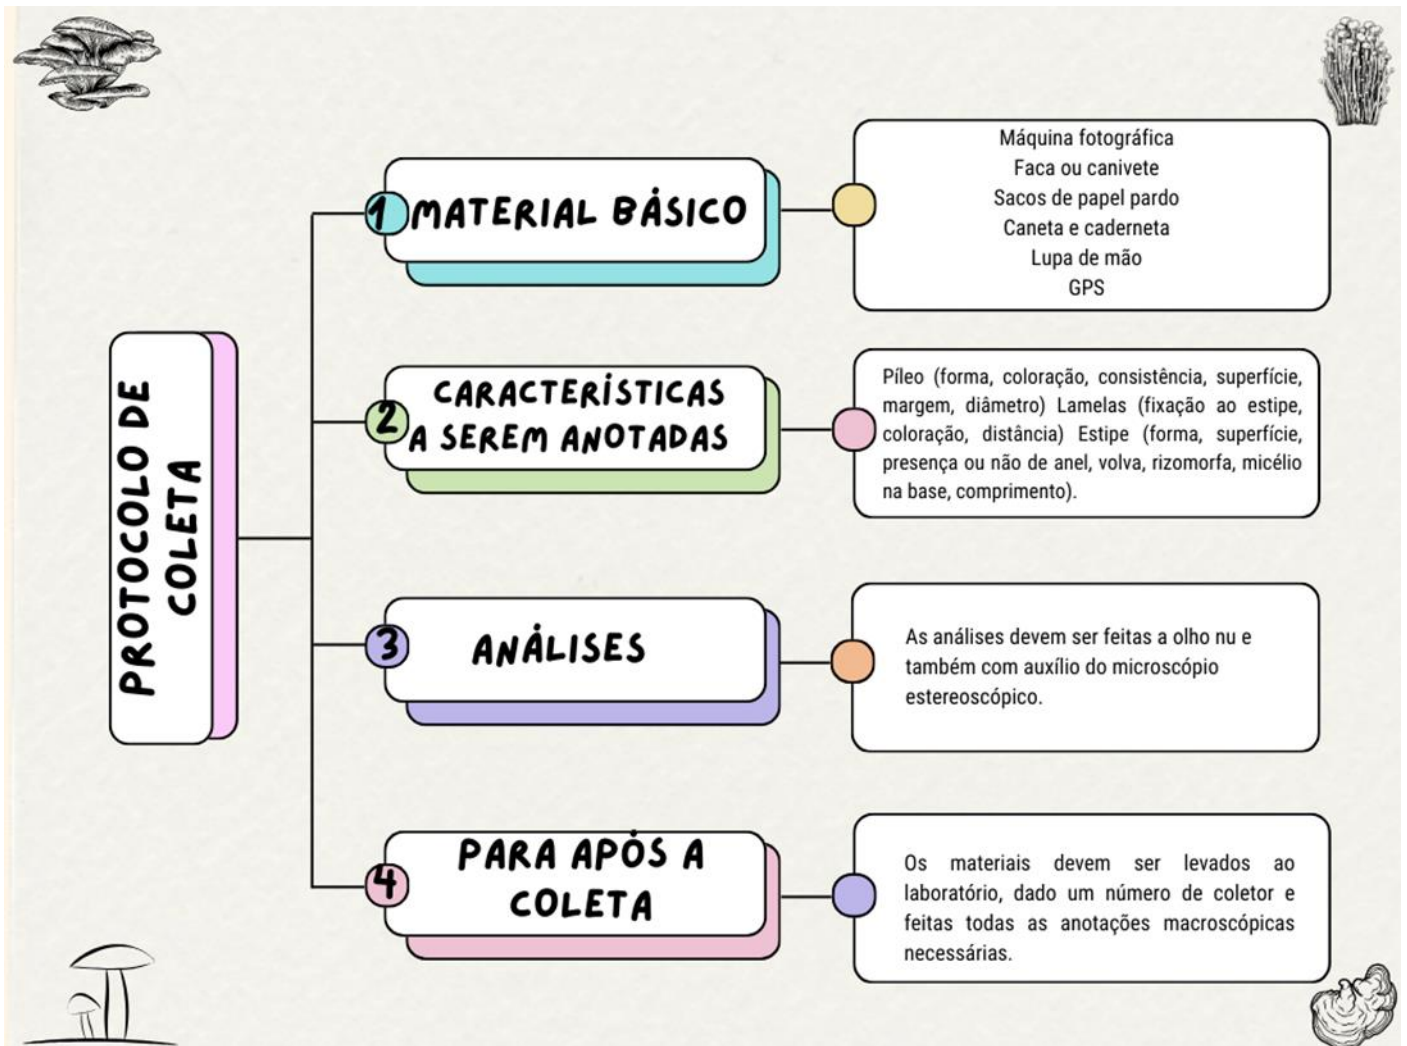 PROTOCOLO DE
COLETA
1 MATERIAL BÁSICO
Máquina fotográfica
Faca ou canivete
Sacos de papel pardo
Caneta e caderneta
Lupa de mão
GPS
2 CARACTERÍSTICAS
A SEREM ANOTADAS
Píleo (forma, coloração, consistência, superfície,
margem, diâmetro) Lamelas (fixação ao estipe,
coloração, distância) Estipe (forma, superfície,
presença ou não de anel, volva, rizomorfa, micélio
na base, comprimento).
3 ANÁLISES
As análises devem ser feitas a olho nu e
também com auxílio do microscópio
estereoscópico.
4 PARA APÓS A
COLETA
Os materiais devem ser levados ao
laboratório, dado um número de coletor e
feitas todas as anotações macroscópicas
necessárias.